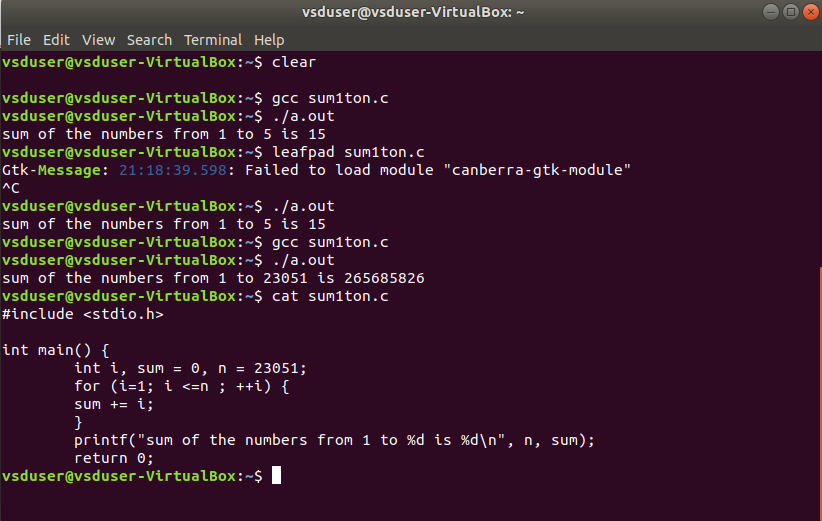 vsduser@vsduser-VirtualBox: ~
File Edit View Search Terminal Help
vsduser@vsduser-VirtualBox:~$ clear
vsduser@vsduser-VirtualBox:~$ gcc sum1ton.c
vsduser@vsduser-VirtualBox:~$ ./a.out
sum of the numbers from 1 to 5 is 15
vsduser@vsduser-VirtualBox:~$ leafpad sum1ton.c
Gtk-Message: 21:18:39.598: Failed to load module "canberra-gtk-module"
^C
vsduser@vsduser-VirtualBox:~$ ./a.out
sum of the numbers from 1 to 5 is 15
vsduser@vsduser-VirtualBox:~$ gcc sum1ton.c
vsduser@vsduser-VirtualBox:~$ ./a.out
sum of the numbers from 1 to 23051 is 265685826
vsduser@vsduser-VirtualBox:~$ cat sum1ton.c
#include <stdio.h>
int main() {
        int i, sum = 0, n = 23051;
        for (i=1; i <=n ; ++i) {
        sum += i;
        }
        printf("sum of the numbers from 1 to %d is %d\n", n, sum);
        return 0;
vsduser@vsduser-VirtualBox:~$